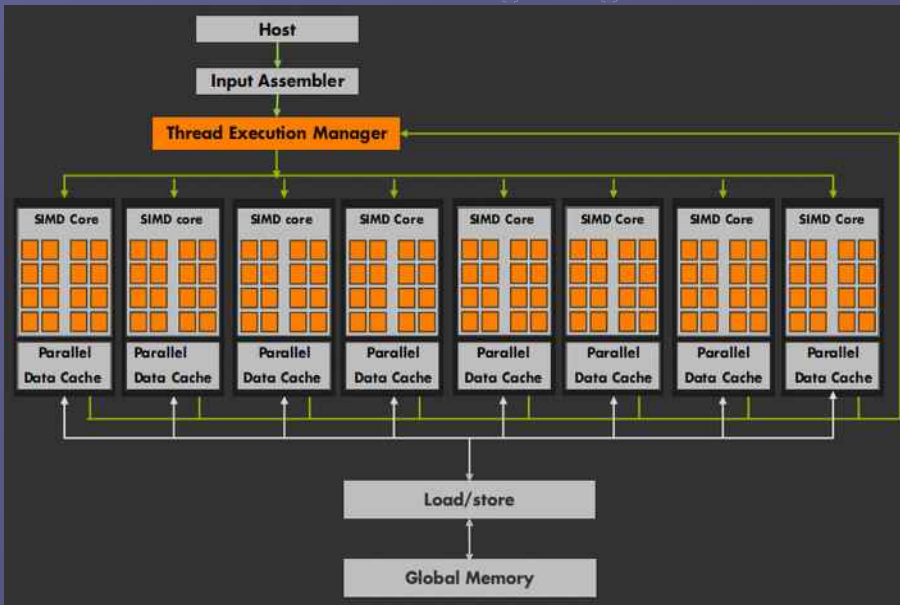 Host
Input Assembler
Thread Execution Manager
SIMD Core
SIMD core
SIMD core
SIMD Core
SIMD Core
SIMD Core
SIMD Core
SIMD Core
Parallel
Data Cache
Parallel
Data Cache
Parallel
Data Cache
Parallel
Data Cache
Parallel
Data Cache
Parallel
Data Cache
Parallel
Data Cache
Parallel
Data Cache
Load/store
Global Memory